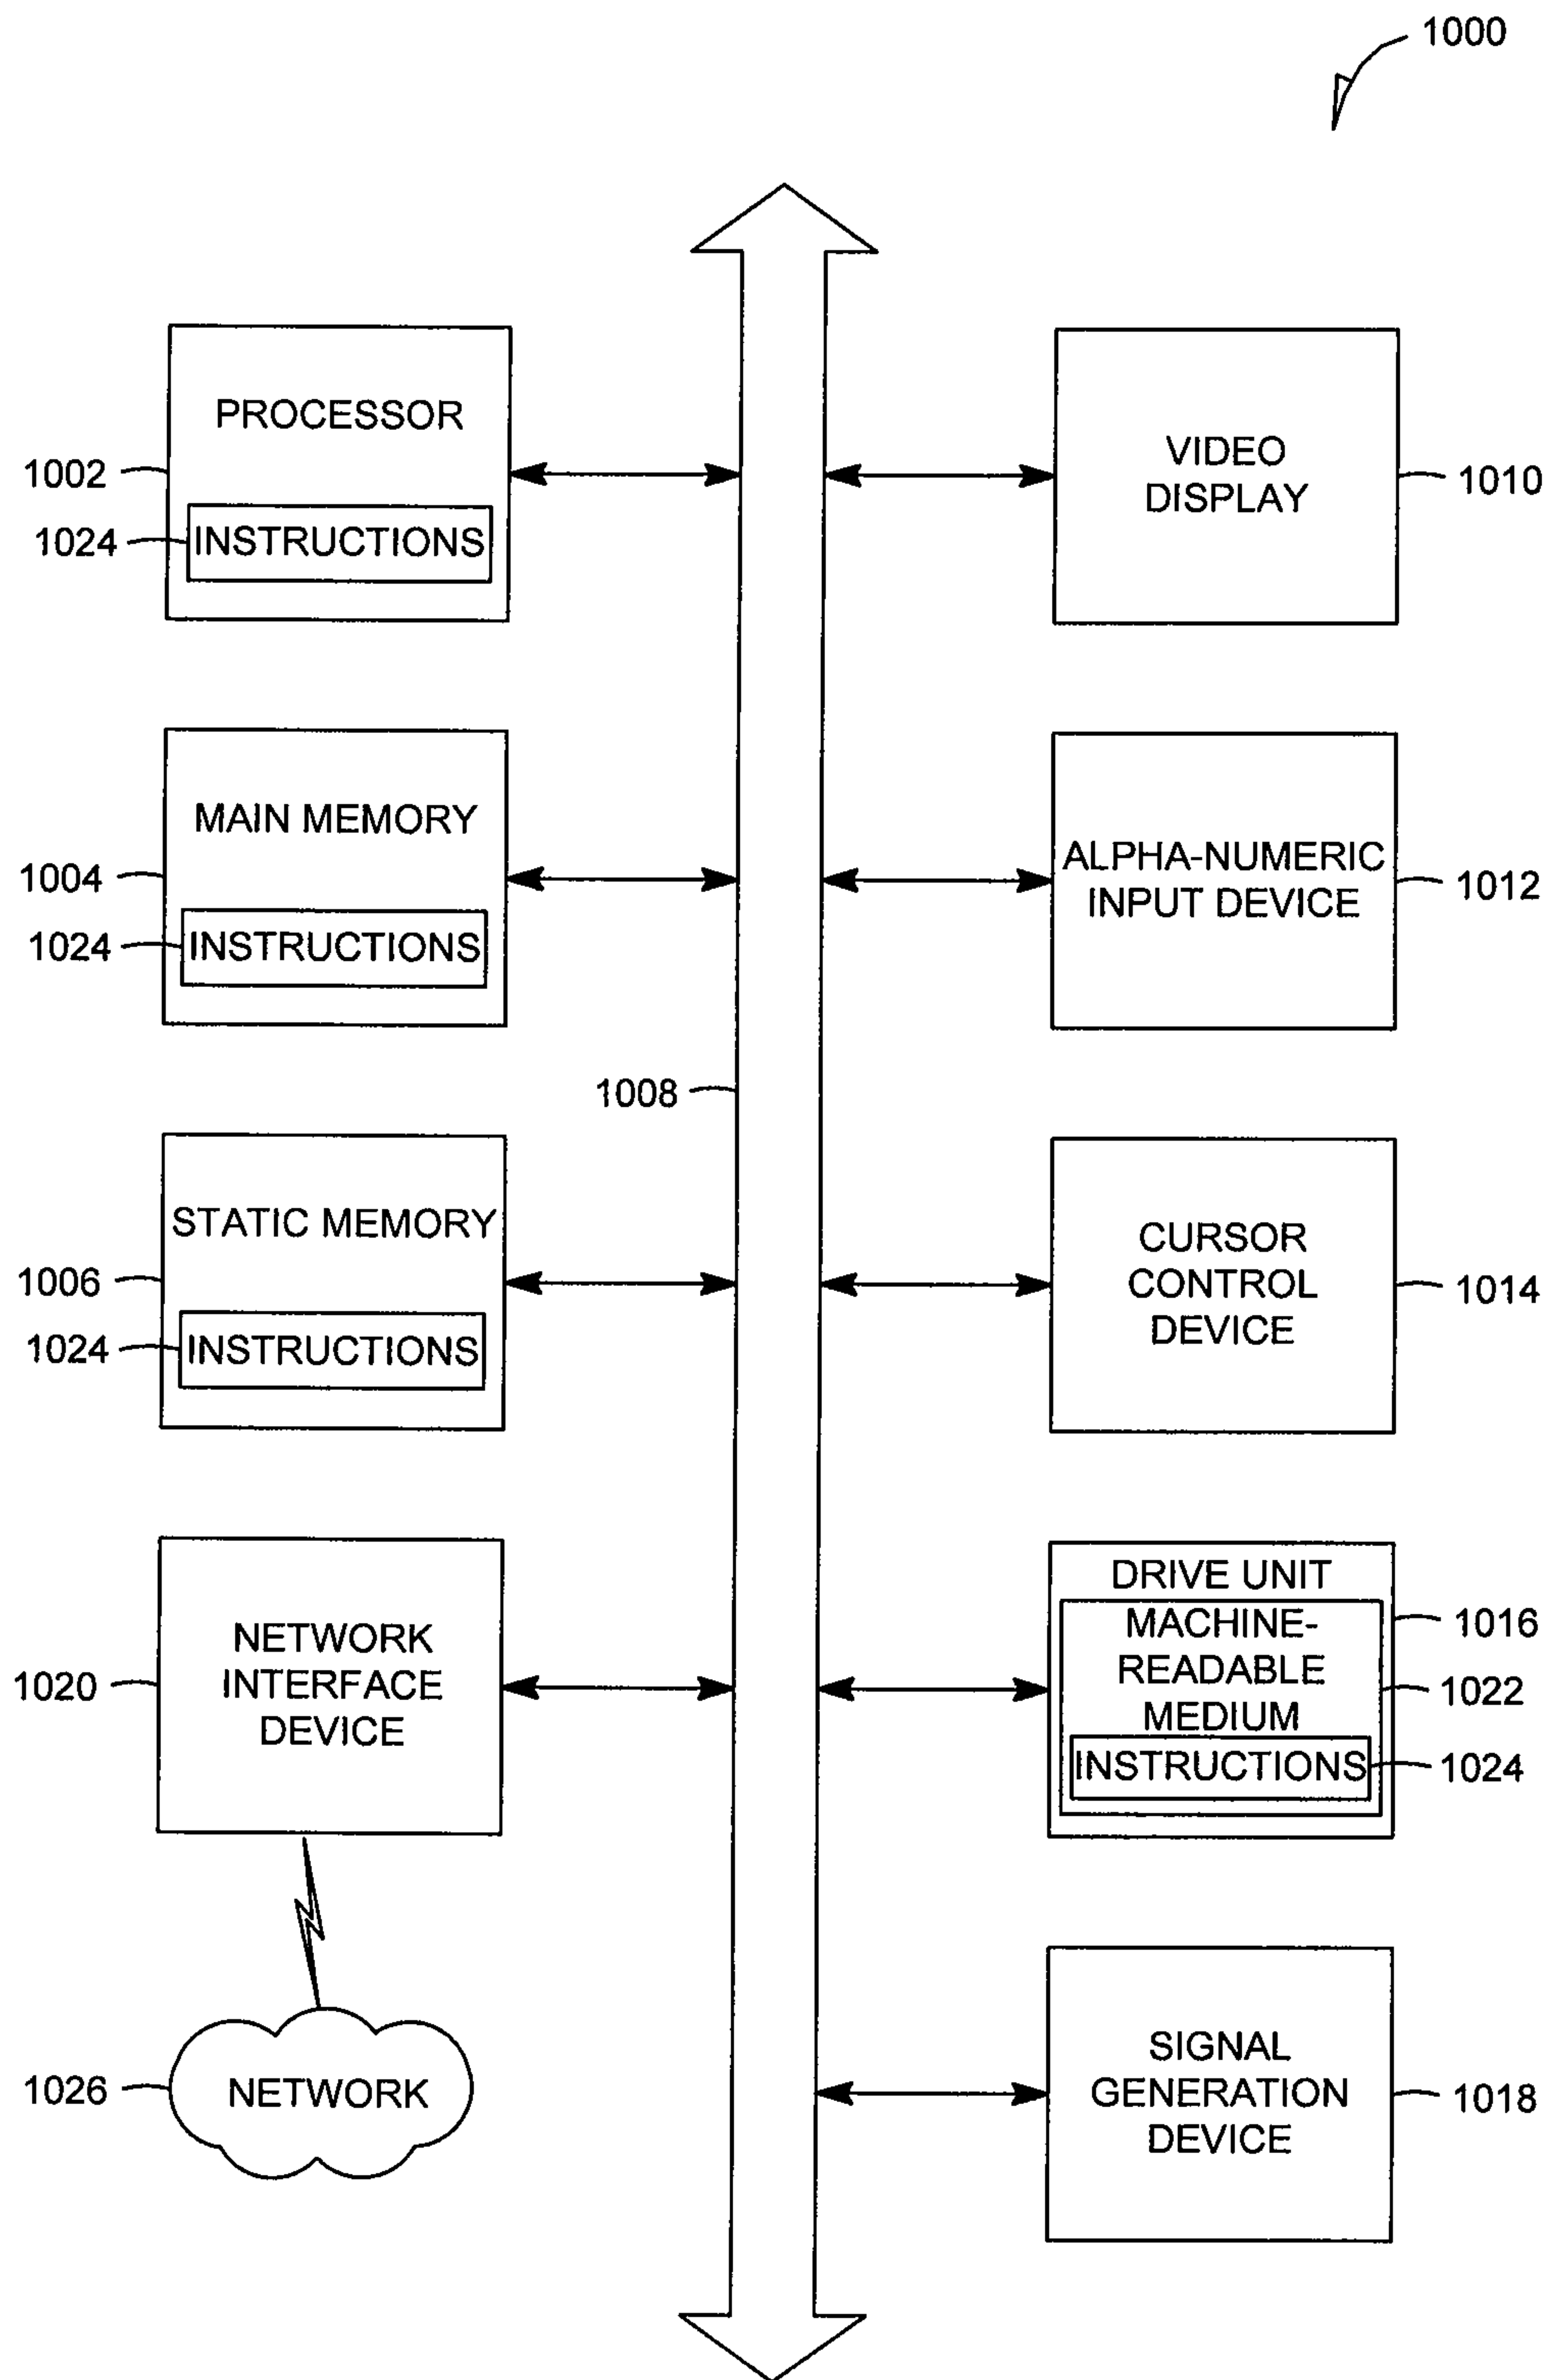 1000
PROCESSOR
1002
1024
INSTRUCTIONS
VIDEO
DISPLAY
1010
MAIN MEMORY
1004
1024
INSTRUCTIONS
ALPHA-NUMERIC
INPUT DEVICE
1012
1008
STATIC MEMORY
1006
1024
INSTRUCTIONS
CURSOR
CONTROL
DEVICE
1014
NETWORK
INTERFACE
DEVICE
1020
DRIVE UNIT
1016
MACHINE-
READABLE
MEDIUM
1022
INSTRUCTIONS
1024
NETWORK
1026
SIGNAL
GENERATION
DEVICE
1018